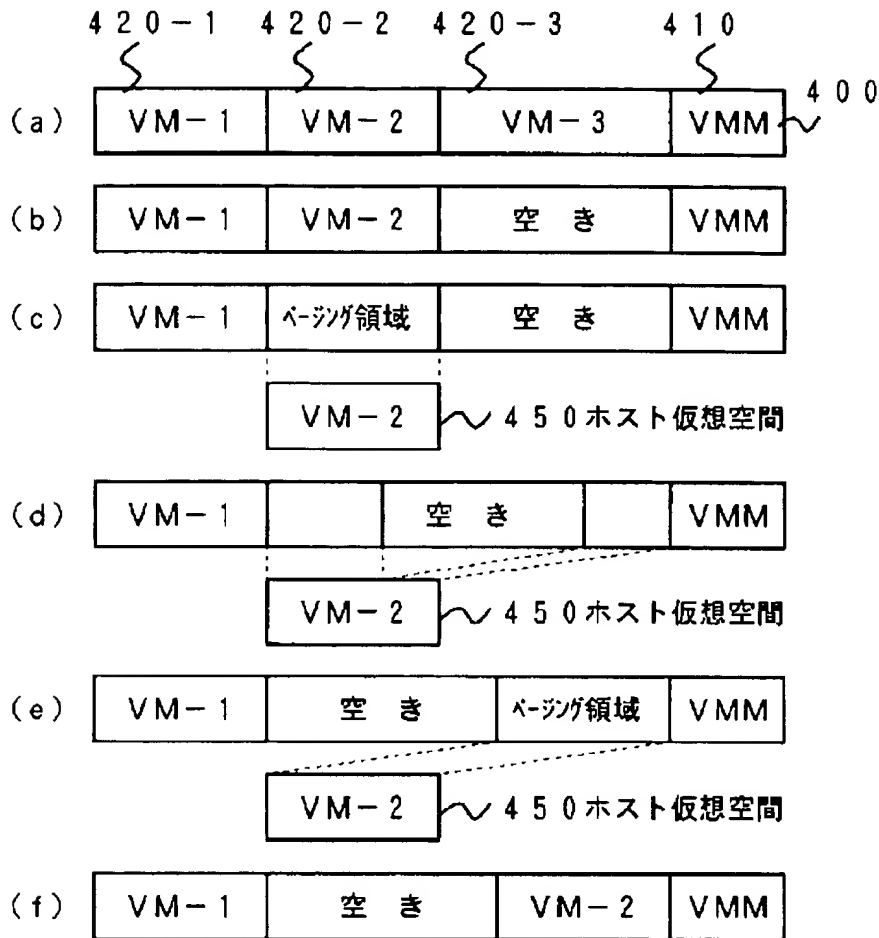 420-1 420-2 420-3 410
400
(a) VM-1 VM-2 VM-3 VMM
(b) VM-1 VM-2 空き VMM
(c) VM-1 ページング領域 空き VMM
VM-2 450ホスト仮想空間
(d) VM-1 空き VMM
VM-2 450ホスト仮想空間
(e) VM-1 空き ページング領域 VMM
VM-2 450ホスト仮想空間
(f) VM-1 空き VM-2 VMM